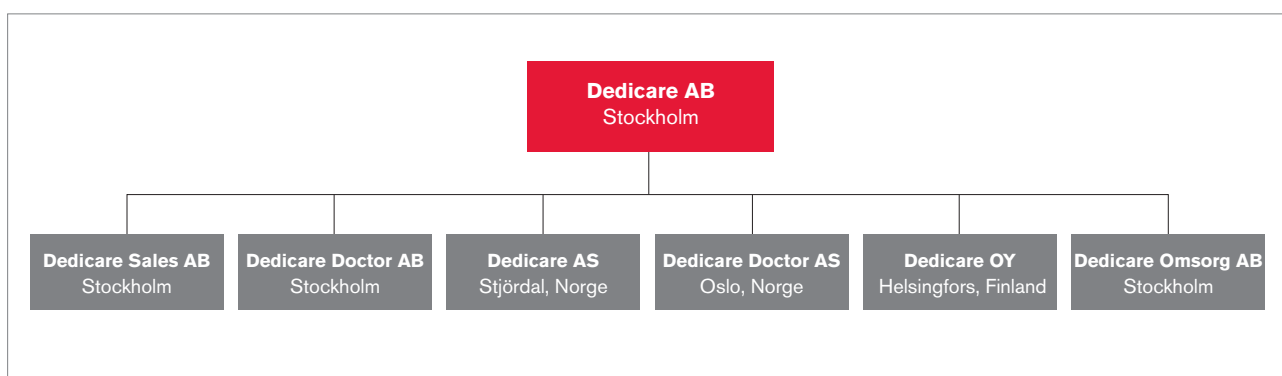 Dedicare AB
Stockholm
Dedicare Sales AB
Stockholm
Dedicare Doctor AB
Stockholm
Dedicare AS
Stjördal, Norge
Dedicare Doctor AS
Oslo, Norge
Dedicare OY
Helsingfors, Finland
Dedicare Omsorg AB
Stockholm